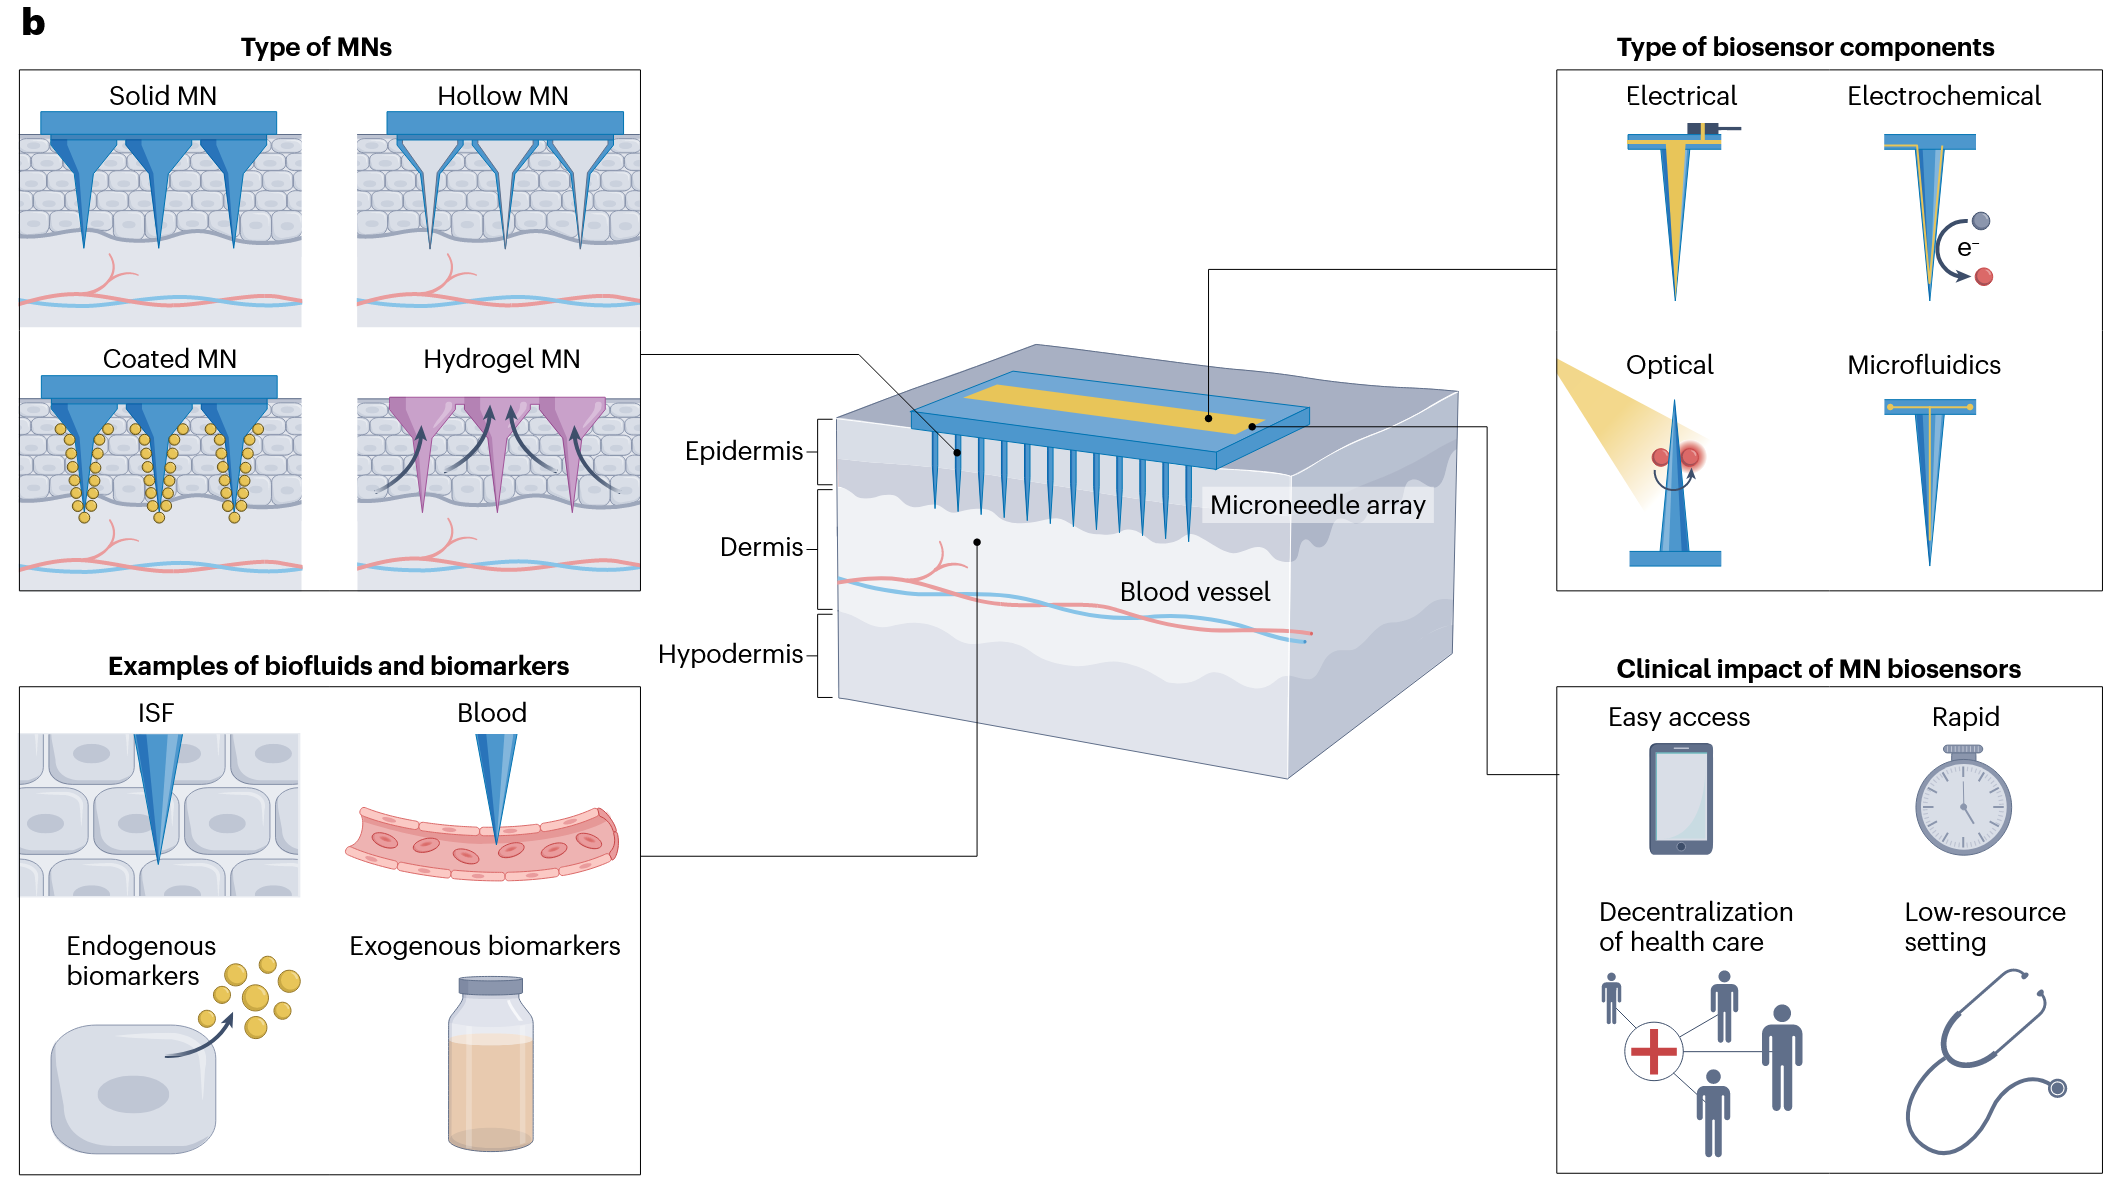 b
Type of MNs
Solid MN
Hollow MN
Coated MN
Hydrogel MN
Examples of biofluids and biomarkers
ISF
Blood
Endogenous
biomarkers
Exogenous biomarkers
Epidermis
Dermis
Hypodermis
Microneedle array
Blood vessel
Type of biosensor components
Electrical
Electrochemical
e⁻
Optical
Microfluidics
Clinical impact of MN biosensors
Easy access
Rapid
Decentralization
of health care
Low-resource
setting